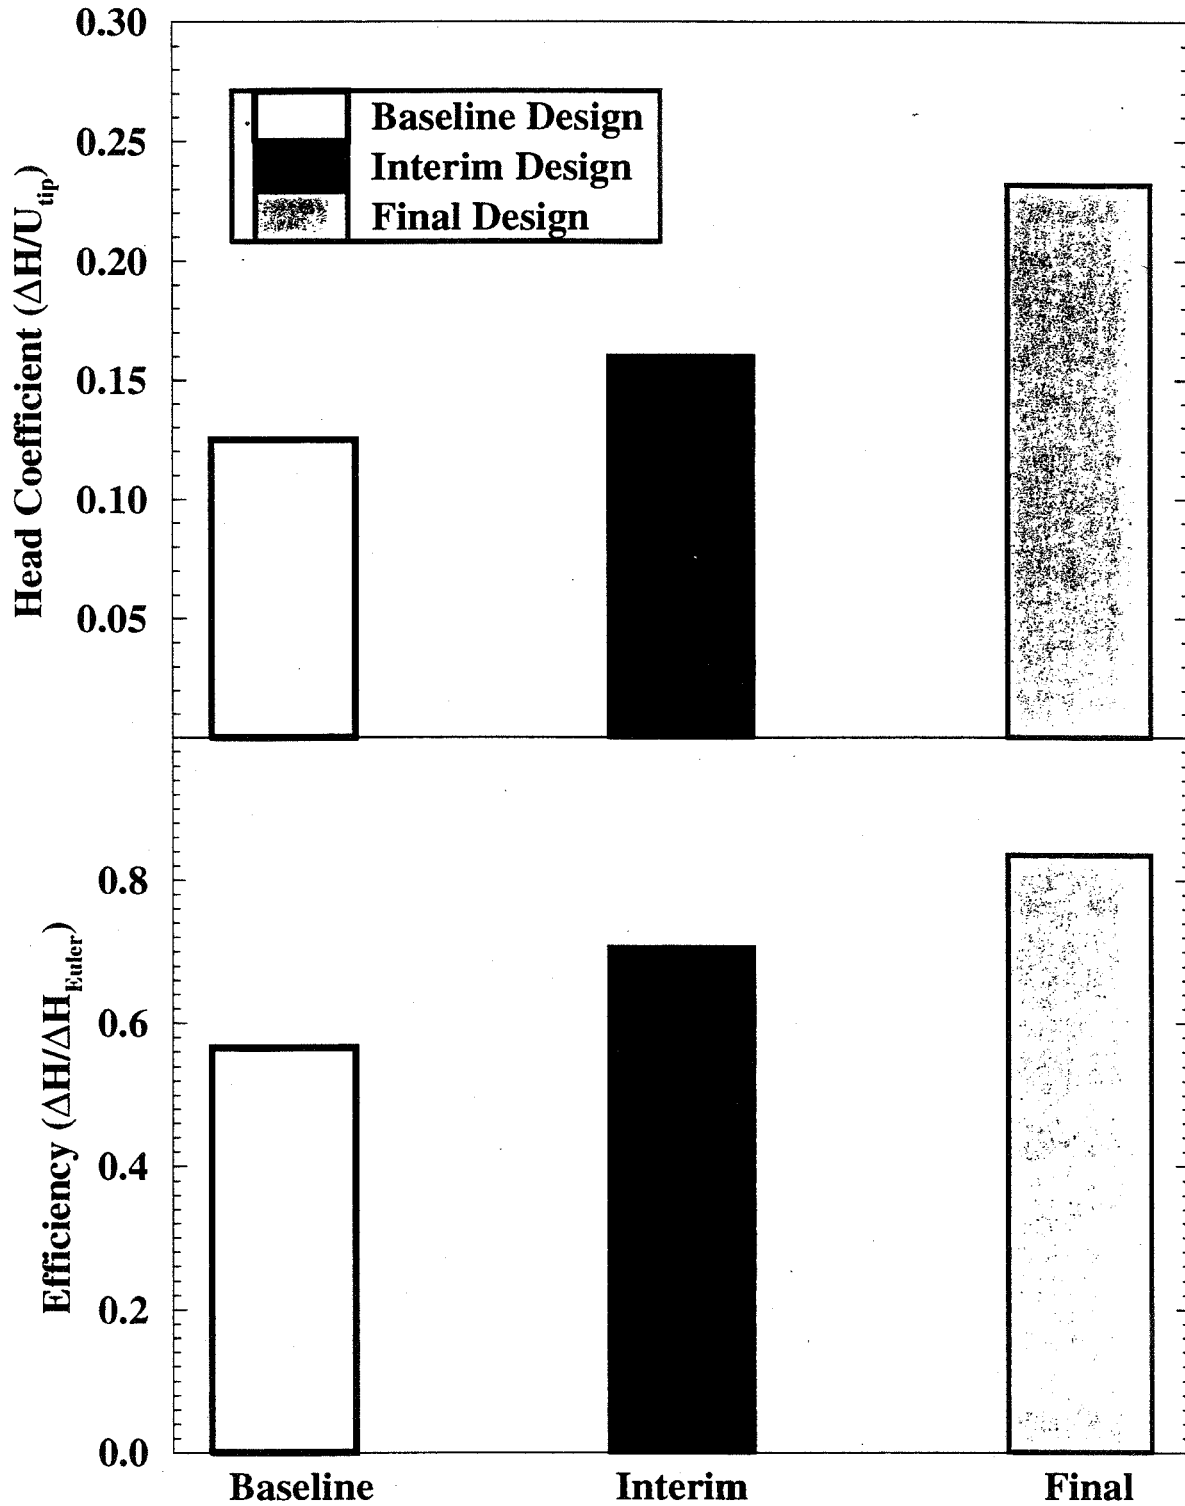 0.30
0.25
0.20
0.15
0.10
0.05
Head Coefficient (ΔH/U_tip)
Baseline Design
Interim Design
Final Design
0.8
0.6
0.4
0.2
0.0
Efficiency (ΔH/ΔH_Euler)
Baseline Interim Final